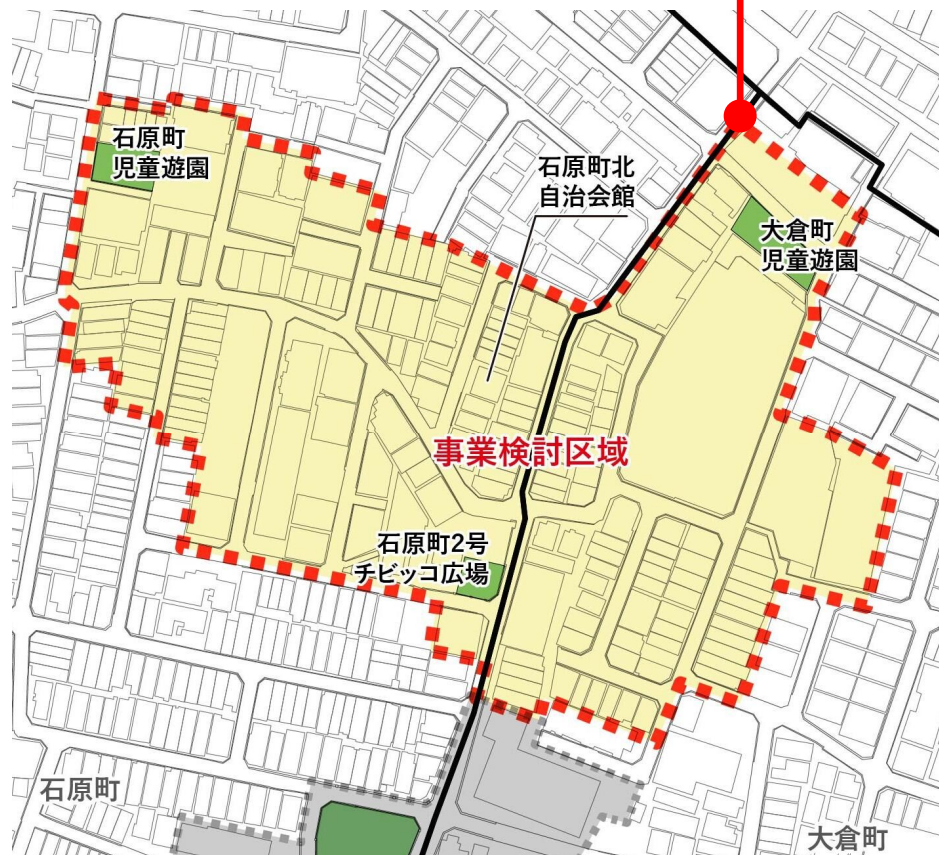 石原町
児童遊園
石原町北
自治会館
大倉町
児童遊園
事業検討区域
石原町2号
チビッコ広場
石原町
大倉町